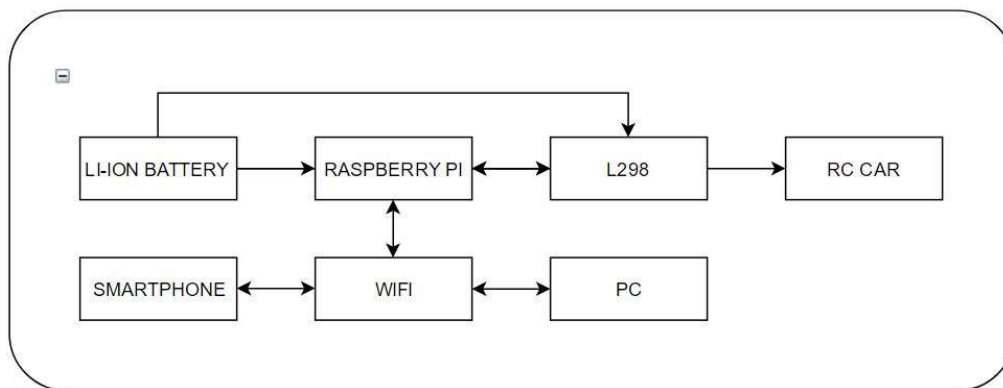 LI-ION BATTERY
RASPBERRY PI
L298
RC CAR
SMARTPHONE
WIFI
PC